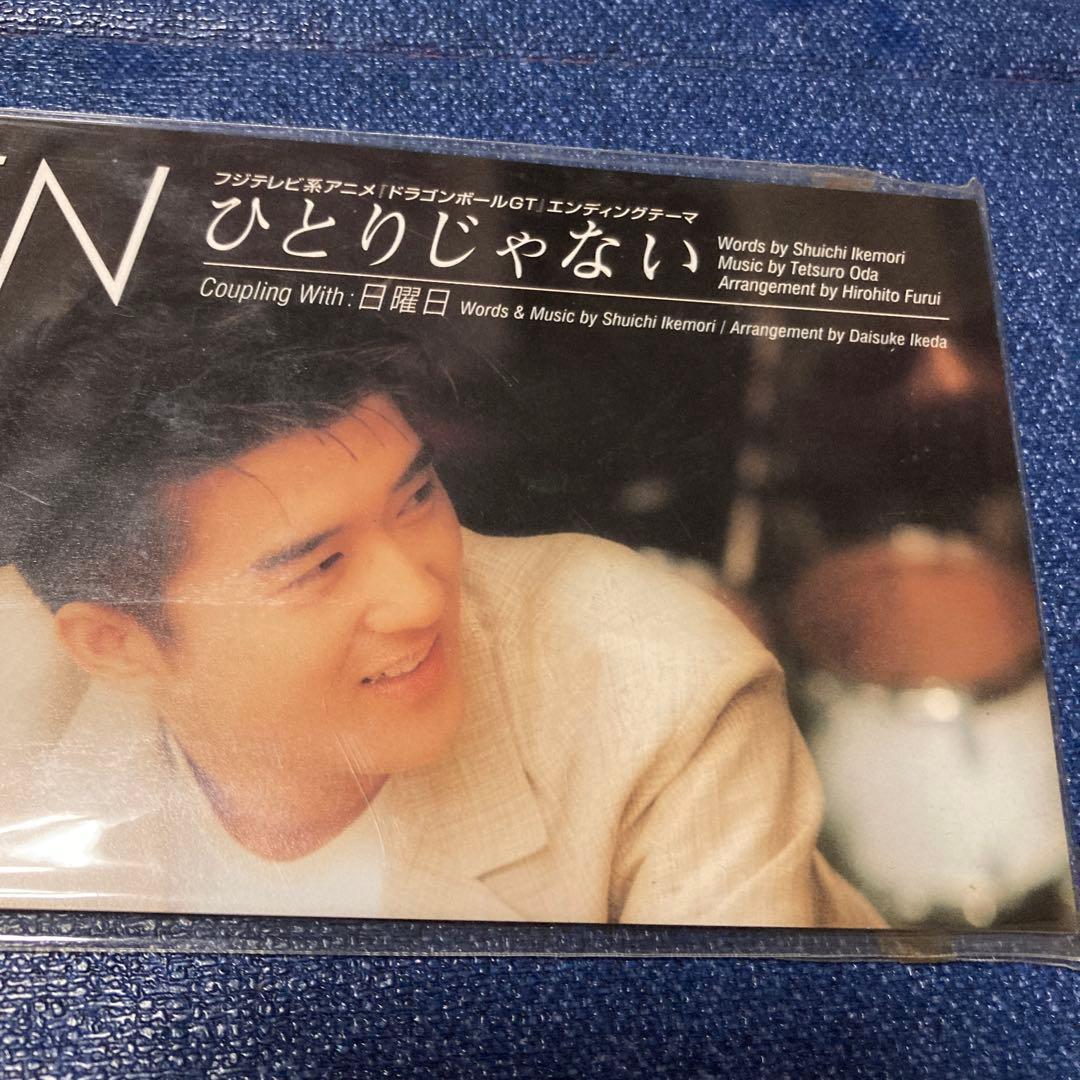 EN
フジテレビ系アニメ『ドラゴンボールGT』エンディングテーマ
ひとりじゃない
Words by Shuichi Ikemori
Music by Tetsuro Oda
Arrangement by Hirohito Furui
Coupling With : 日曜日 Words & Music by Shuichi Ikemori / Arrangement by Daisuke Ikeda